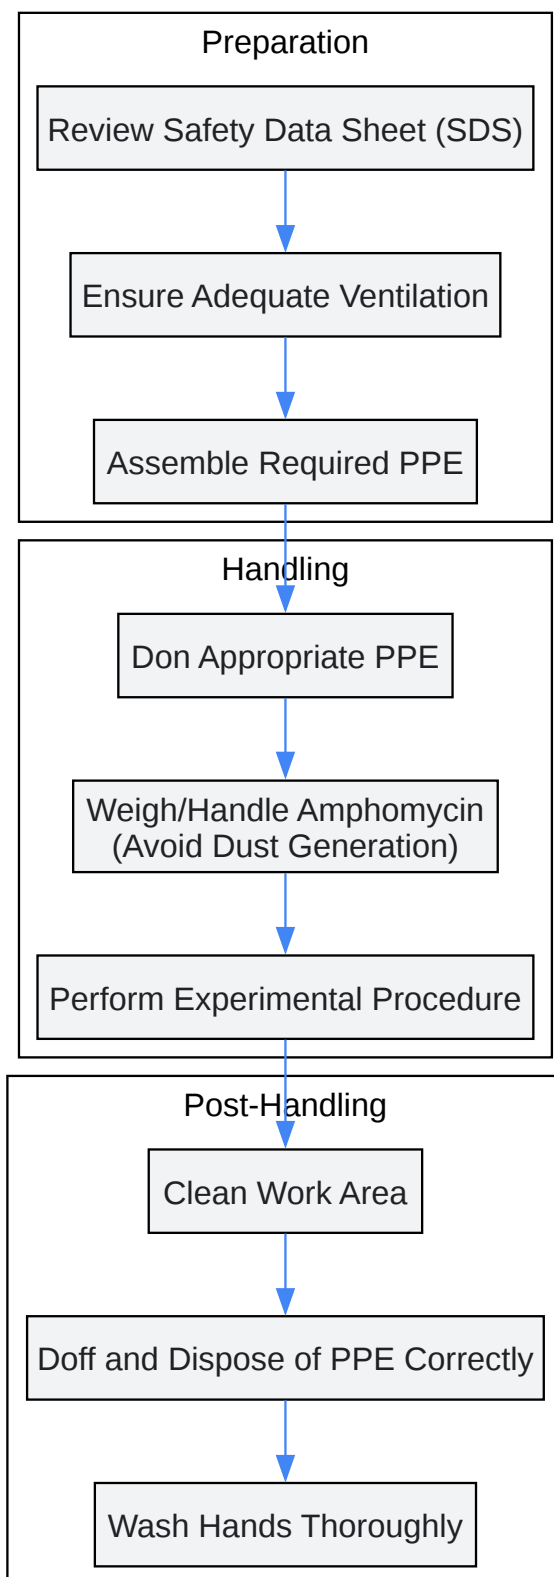 Preparation
Review Safety Data Sheet (SDS)
Ensure Adequate Ventilation
Assemble Required PPE
Handling
Don Appropriate PPE
Weigh/Handle Amphomycin
(Avoid Dust Generation)
Perform Experimental Procedure
Post-Handling
Clean Work Area
Doff and Dispose of PPE Correctly
Wash Hands Thoroughly